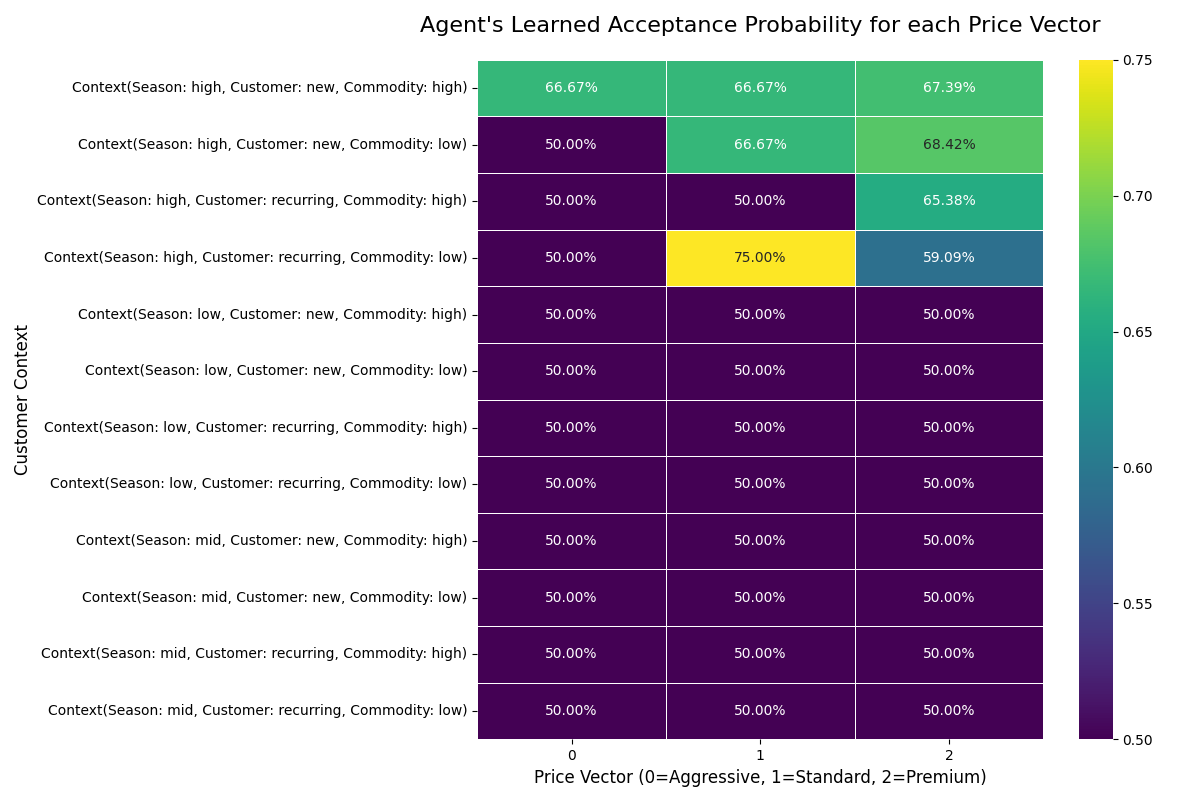 Agent's Learned Acceptance Probability for each Price Vector
Customer Context
Context(Season: high, Customer: new, Commodity: high) 66.67% 66.67% 67.39%
Context(Season: high, Customer: new, Commodity: low) 50.00% 66.67% 68.42%
Context(Season: high, Customer: recurring, Commodity: high) 50.00% 50.00% 65.38%
Context(Season: high, Customer: recurring, Commodity: low) 50.00% 75.00% 59.09%
Context(Season: low, Customer: new, Commodity: high) 50.00% 50.00% 50.00%
Context(Season: low, Customer: new, Commodity: low) 50.00% 50.00% 50.00%
Context(Season: low, Customer: recurring, Commodity: high) 50.00% 50.00% 50.00%
Context(Season: low, Customer: recurring, Commodity: low) 50.00% 50.00% 50.00%
Context(Season: mid, Customer: new, Commodity: high) 50.00% 50.00% 50.00%
Context(Season: mid, Customer: new, Commodity: low) 50.00% 50.00% 50.00%
Context(Season: mid, Customer: recurring, Commodity: high) 50.00% 50.00% 50.00%
Context(Season: mid, Customer: recurring, Commodity: low) 50.00% 50.00% 50.00%
0 1 2
Price Vector (0=Aggressive, 1=Standard, 2=Premium)
0.75
0.70
0.65
0.60
0.55
0.50